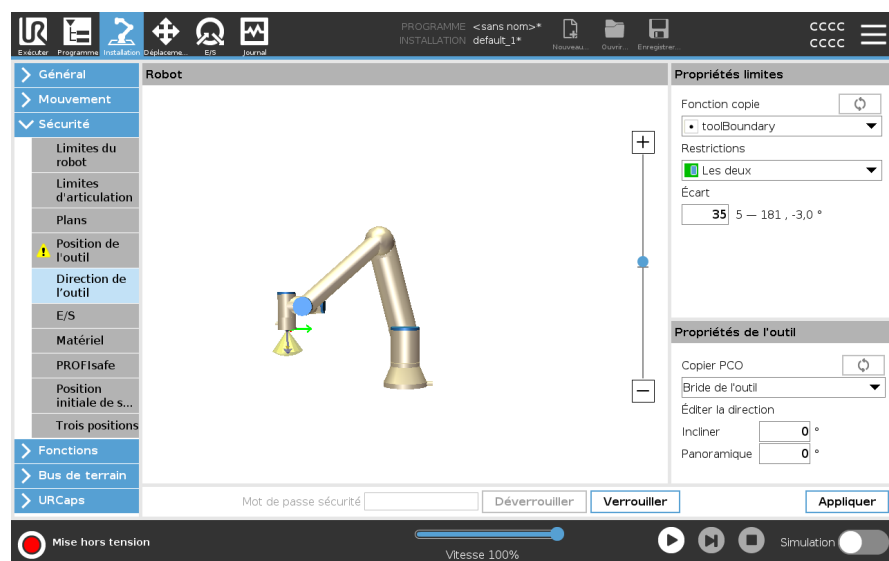 PROGRAMME <sans nom>*
INSTALLATION default_1*
Exécuter
Programme
Installation
Déplaceme...
E/S
Journal
Nouveau...
Ouvrir...
Enregistrer...
CCCC
CCCC
Général
Mouvement
Sécurité
Limites du
robot
Limites
d'articulation
Plans
Position de
l'outil
Direction de
l'outil
E/S
Matériel
PROFIsafe
Position
initiale de s...
Trois positions
Fonctions
Bus de terrain
URCaps
Robot
Propriétés limites
Fonction copie
toolBoundary
Restrictions
Les deux
Écart
35 5 — 181 , -3,0 °
Propriétés de l'outil
Copier PCO
Bride de l'outil
Éditer la direction
Incliner 0 °
Panoramique 0 °
Mot de passe sécurité
Déverrouiller
Verrouiller
Appliquer
Mise hors tension
Vitesse 100%
Simulation